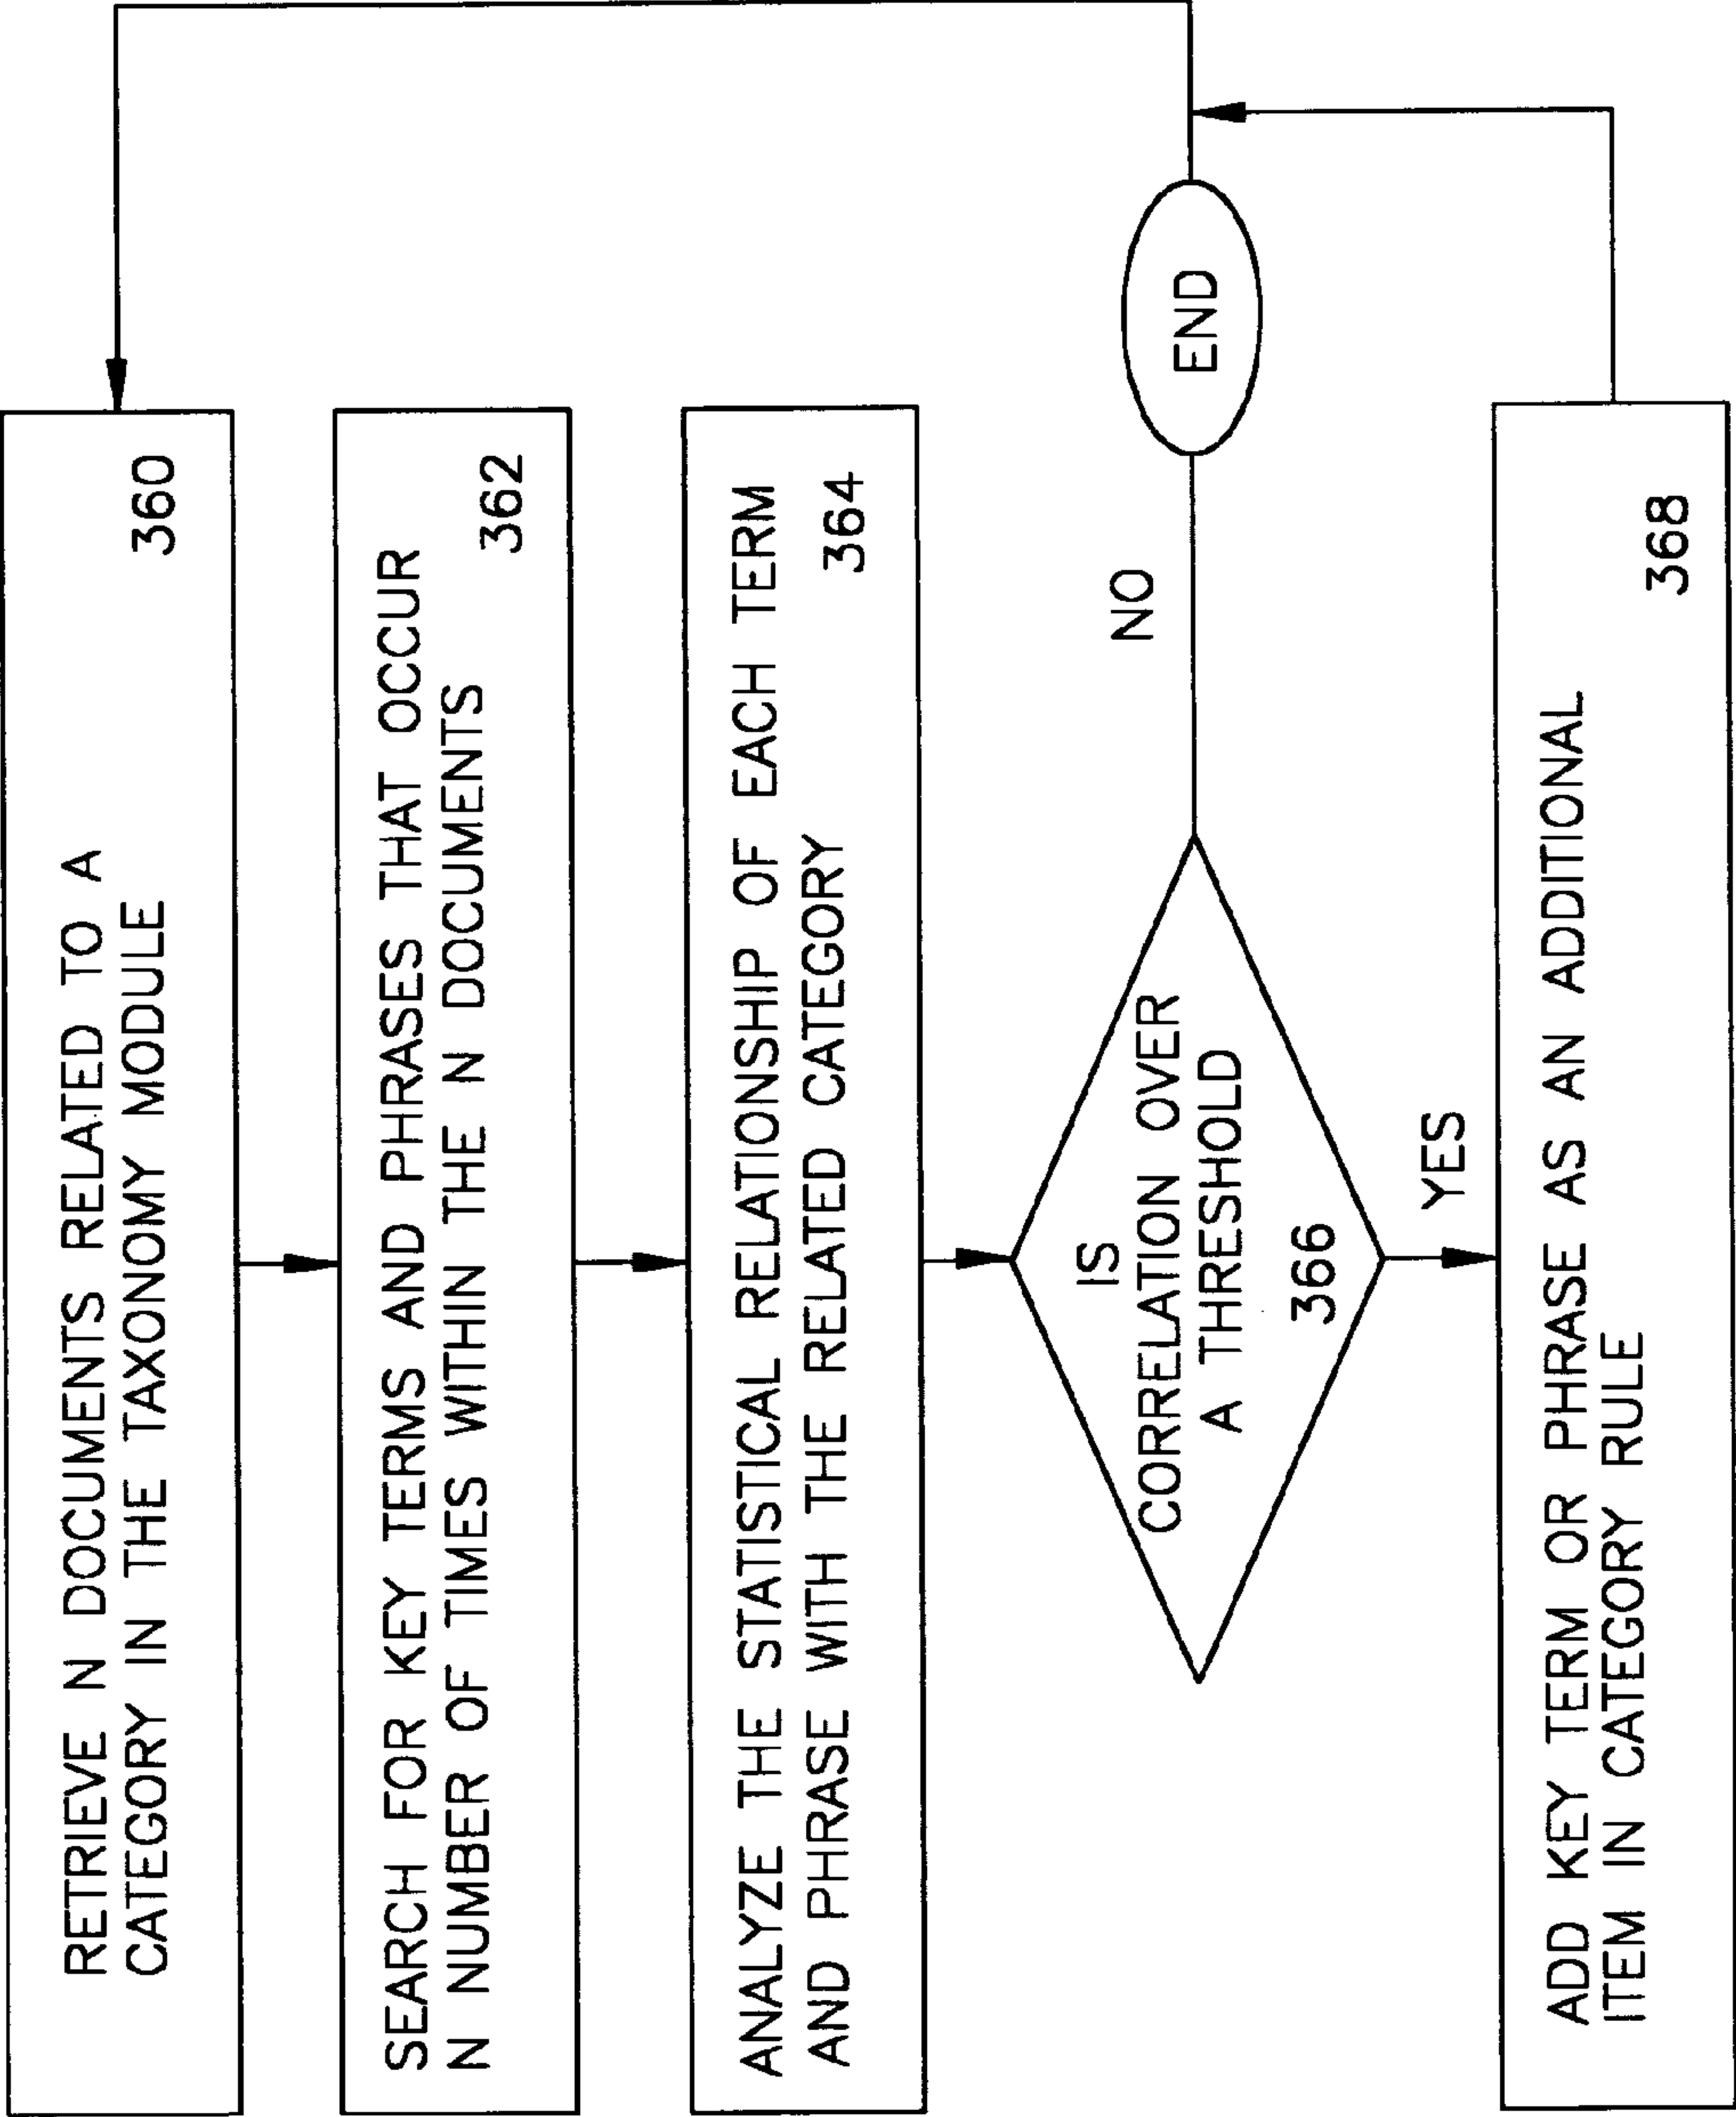 RETRIEVE N DOCUMENTS RELATED TO A
CATEGORY IN THE TAXONOMY MODULE
360
SEARCH FOR KEY TERMS AND PHRASES THAT OCCUR
N NUMBER OF TIMES WITHIN THE N DOCUMENTS
362
ANALYZE THE STATISTICAL RELATIONSHIP OF EACH TERM
AND PHRASE WITH THE RELATED CATEGORY
364
IS
CORRELATION OVER
A THRESHOLD
366
NO
END
YES
ADD KEY TERM OR PHRASE AS AN ADDITIONAL
ITEM IN CATEGORY RULE
368